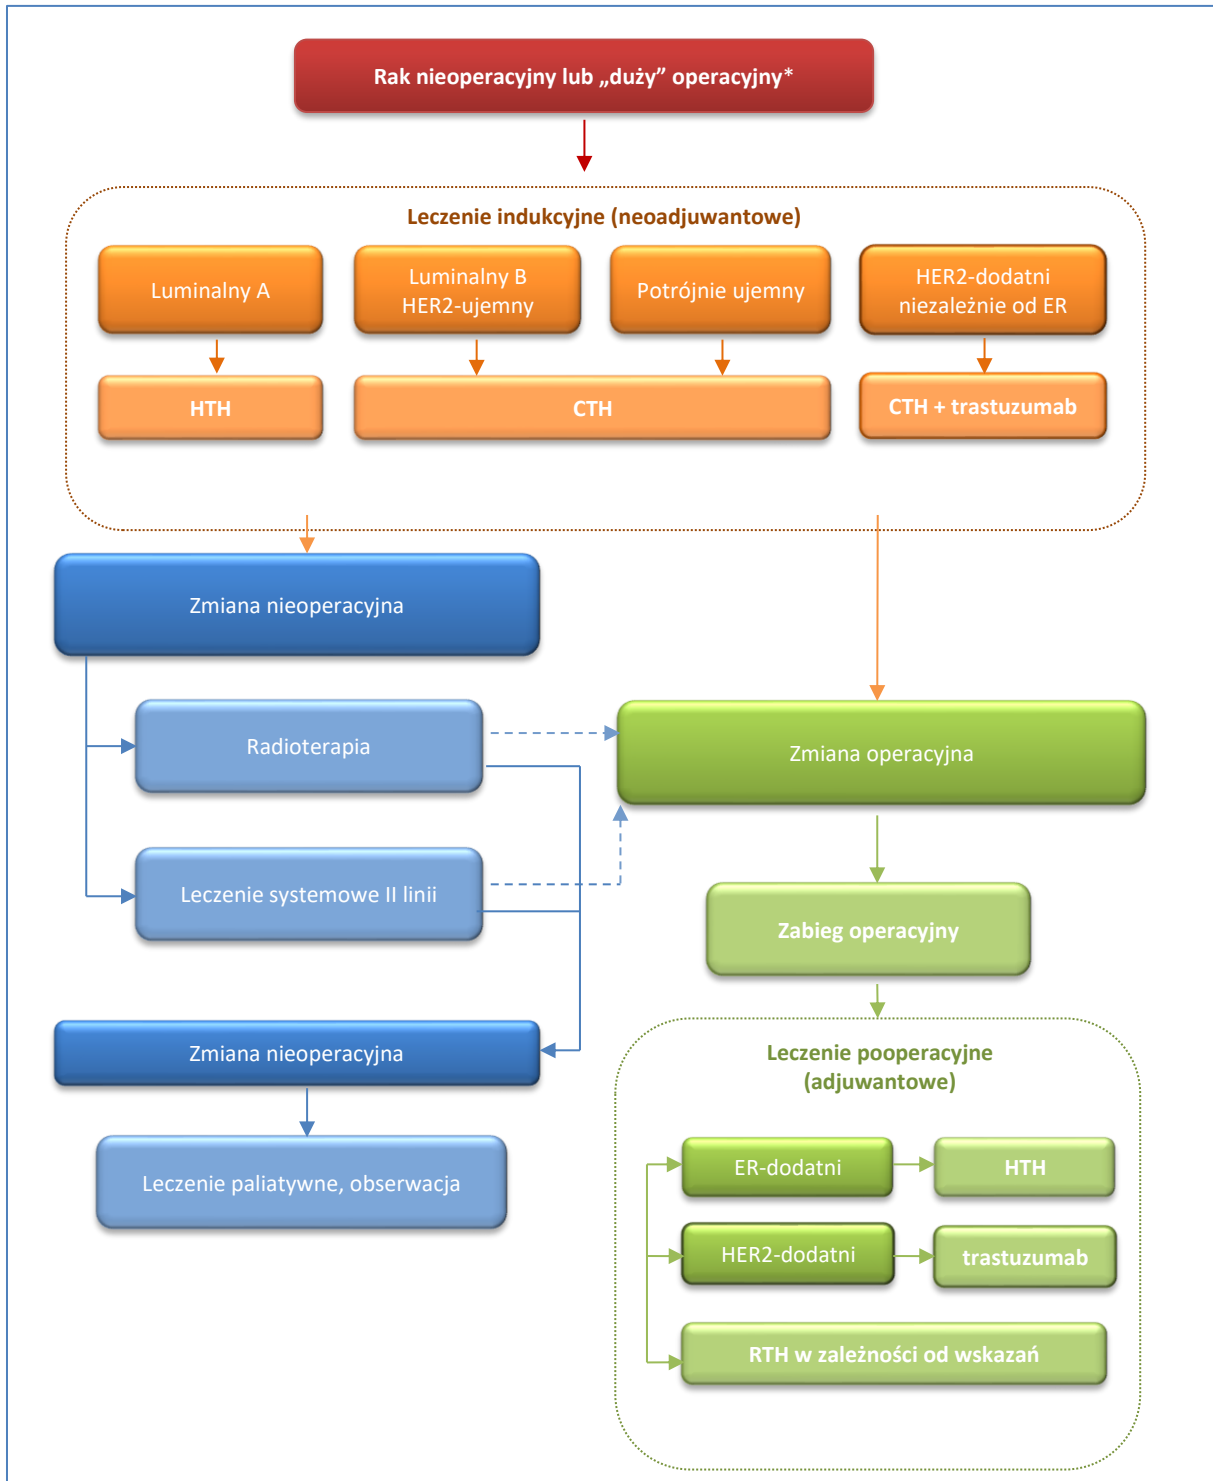 Rak nieoperacyjny lub „duży” operacyjny*
Leczenie indukcyjne (neoadjuwantowe)
Luminalny A
Luminalny B
HER2-ujemny
Potrójnie ujemny
HER2-dodatni
niezależnie od ER
HTH
CTH
CTH + trastuzumab
Zmiana nieoperacyjna
Radioterapia
Leczenie systemowe II linii
Zmiana nieoperacyjna
Leczenie paliatywne, obserwacja
Zmiana operacyjna
Zabieg operacyjny
Leczenie pooperacyjne
(adjuwantowe)
ER-dodatni
HTH
HER2-dodatni
trastuzumab
RTH w zależności od wskazań